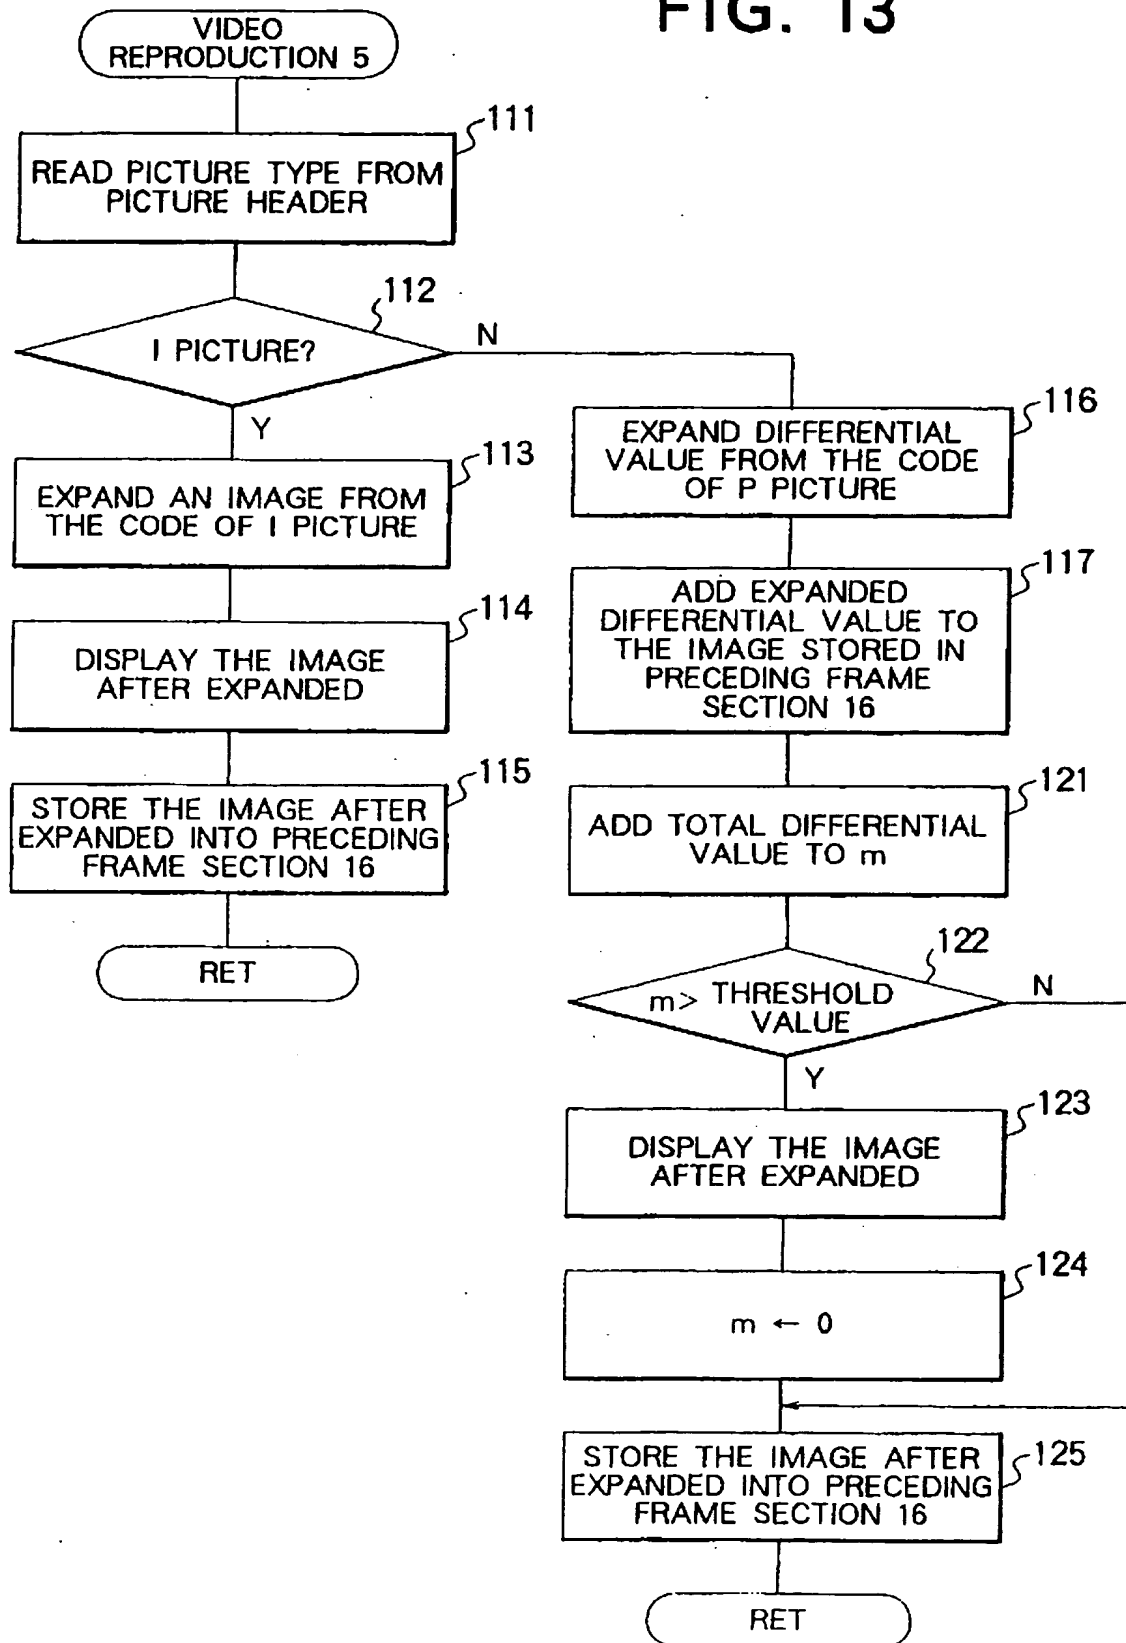 FIG. 13
VIDEO
REPRODUCTION 5
111
READ PICTURE TYPE FROM
PICTURE HEADER
112
I PICTURE?
N
Y
113
EXPAND AN IMAGE FROM
THE CODE OF I PICTURE
114
DISPLAY THE IMAGE
AFTER EXPANDED
115
STORE THE IMAGE AFTER
EXPANDED INTO PRECEDING
FRAME SECTION 16
RET
116
EXPAND DIFFERENTIAL
VALUE FROM THE CODE
OF P PICTURE
117
ADD EXPANDED
DIFFERENTIAL VALUE TO
THE IMAGE STORED IN
PRECEDING FRAME
SECTION 16
121
ADD TOTAL DIFFERENTIAL
VALUE TO m
122
m> THRESHOLD
VALUE
N
Y
123
DISPLAY THE IMAGE
AFTER EXPANDED
124
m ← 0
125
STORE THE IMAGE AFTER
EXPANDED INTO PRECEDING
FRAME SECTION 16
RET